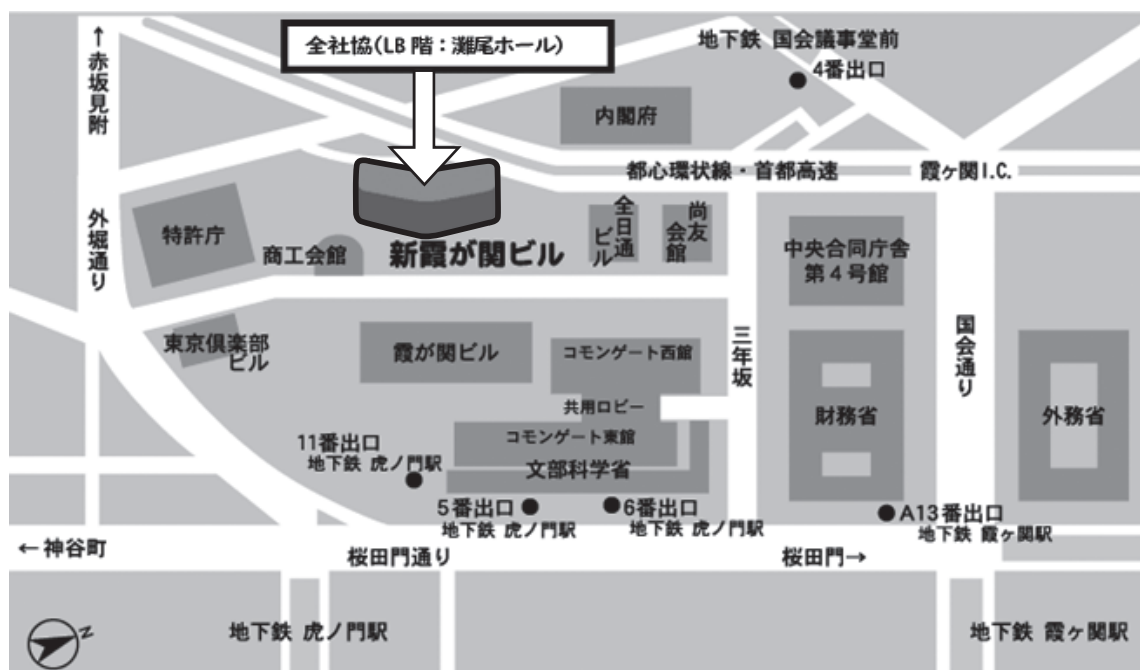 全社協(LB 階:灘尾ホール)
地下鉄 国会議事堂前
4番出口
↑赤坂見附
内閣府
都心環状線・首都高速
霞ヶ関I.C.
外堀通り
特許庁
商工会館
新霞が関ビル
全日通
ビル
尚友
会館
中央合同庁舎
第4号館
東京倶楽部
ビル
霞が関ビル
コモンゲート西館
三年坂
国会通り
共用ロビー
財務省
外務省
コモンゲート東館
文部科学省
11番出口
地下鉄 虎ノ門駅
5番出口
地下鉄 虎ノ門駅
6番出口
地下鉄 虎ノ門駅
A13番出口
地下鉄 霞ヶ関駅
←神谷町
桜田門通り
桜田門→
N
地下鉄 虎ノ門駅
地下鉄 霞ヶ関駅